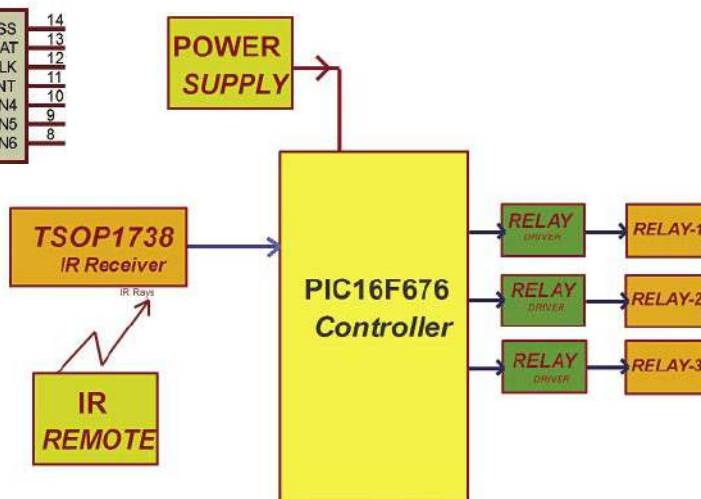 SS 14
AT 13
LK 12
NT 11
N4 10
N5 9
N6 8
POWER
SUPPLY
TSOP1738
IR Receiver
IR Rays
IR
REMOTE
PIC16F676
Controller
RELAY
DRIVER
RELAY-1
RELAY
DRIVER
RELAY-2
RELAY
DRIVER
RELAY-3